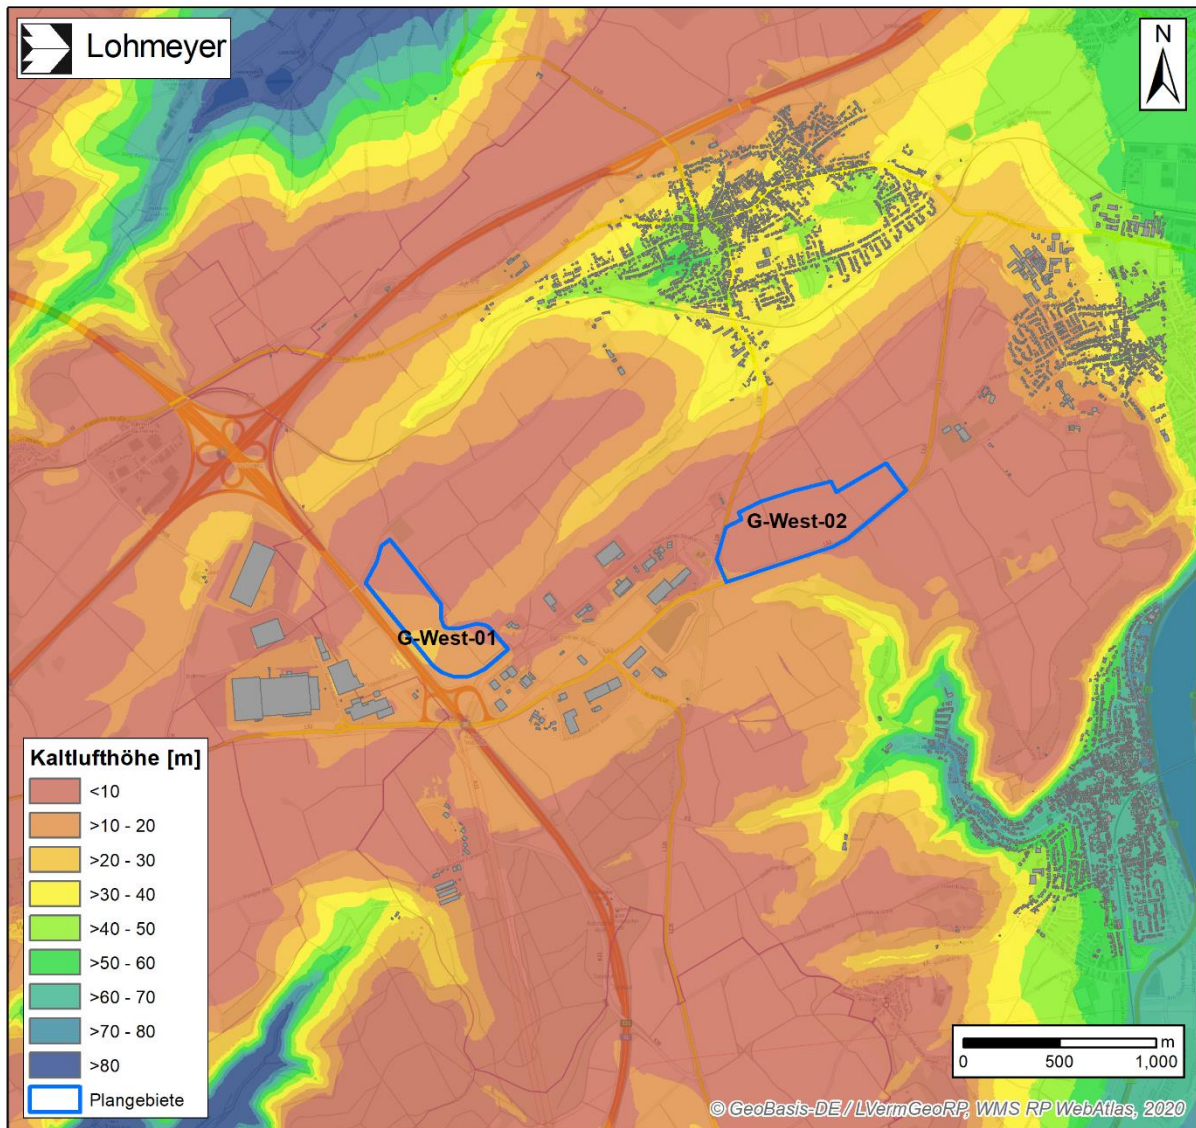 Lohmeyer
N
G-West-02
G-West-01
Kaltlufthöhe [m]
<10
>10 - 20
>20 - 30
>30 - 40
>40 - 50
>50 - 60
>60 - 70
>70 - 80
>80
Plangebiete
m
0 500 1,000
© GeoBasis-DE / LVermGeoRP, WMS RP WebAtlas, 2020